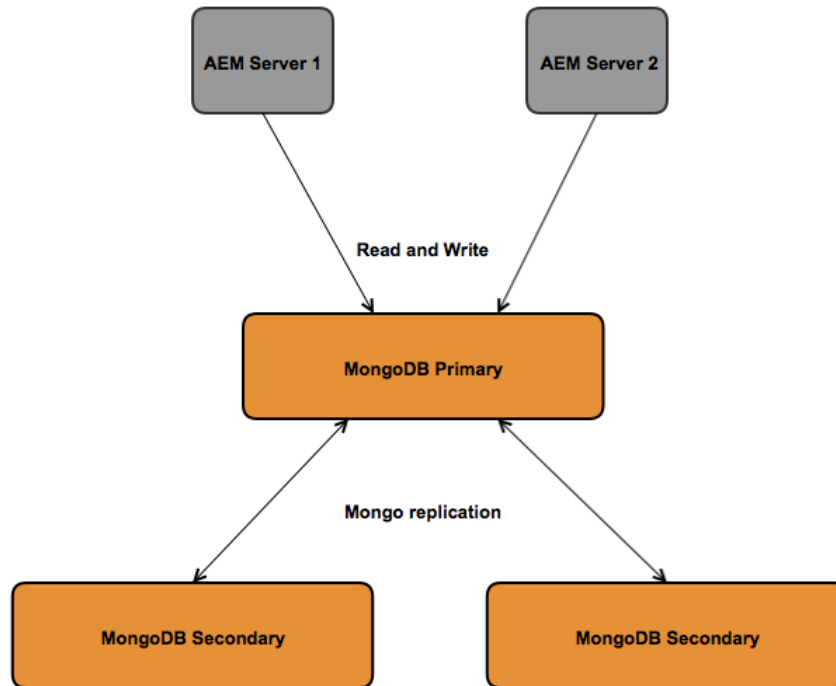 AEM Server 1
AEM Server 2
Read and Write
MongoDB Primary
Mongo replication
MongoDB Secondary
MongoDB Secondary